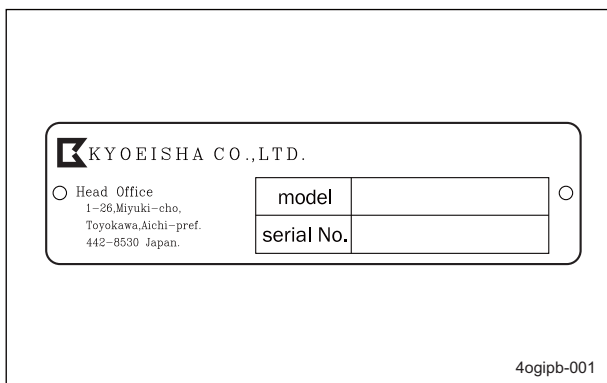 KYOEISHA CO.,LTD.
Head Office
1-26,Miyuki-cho,
Toyokawa,Aichi-pref.
442-8530 Japan.
model
serial No.
4ogipb-001